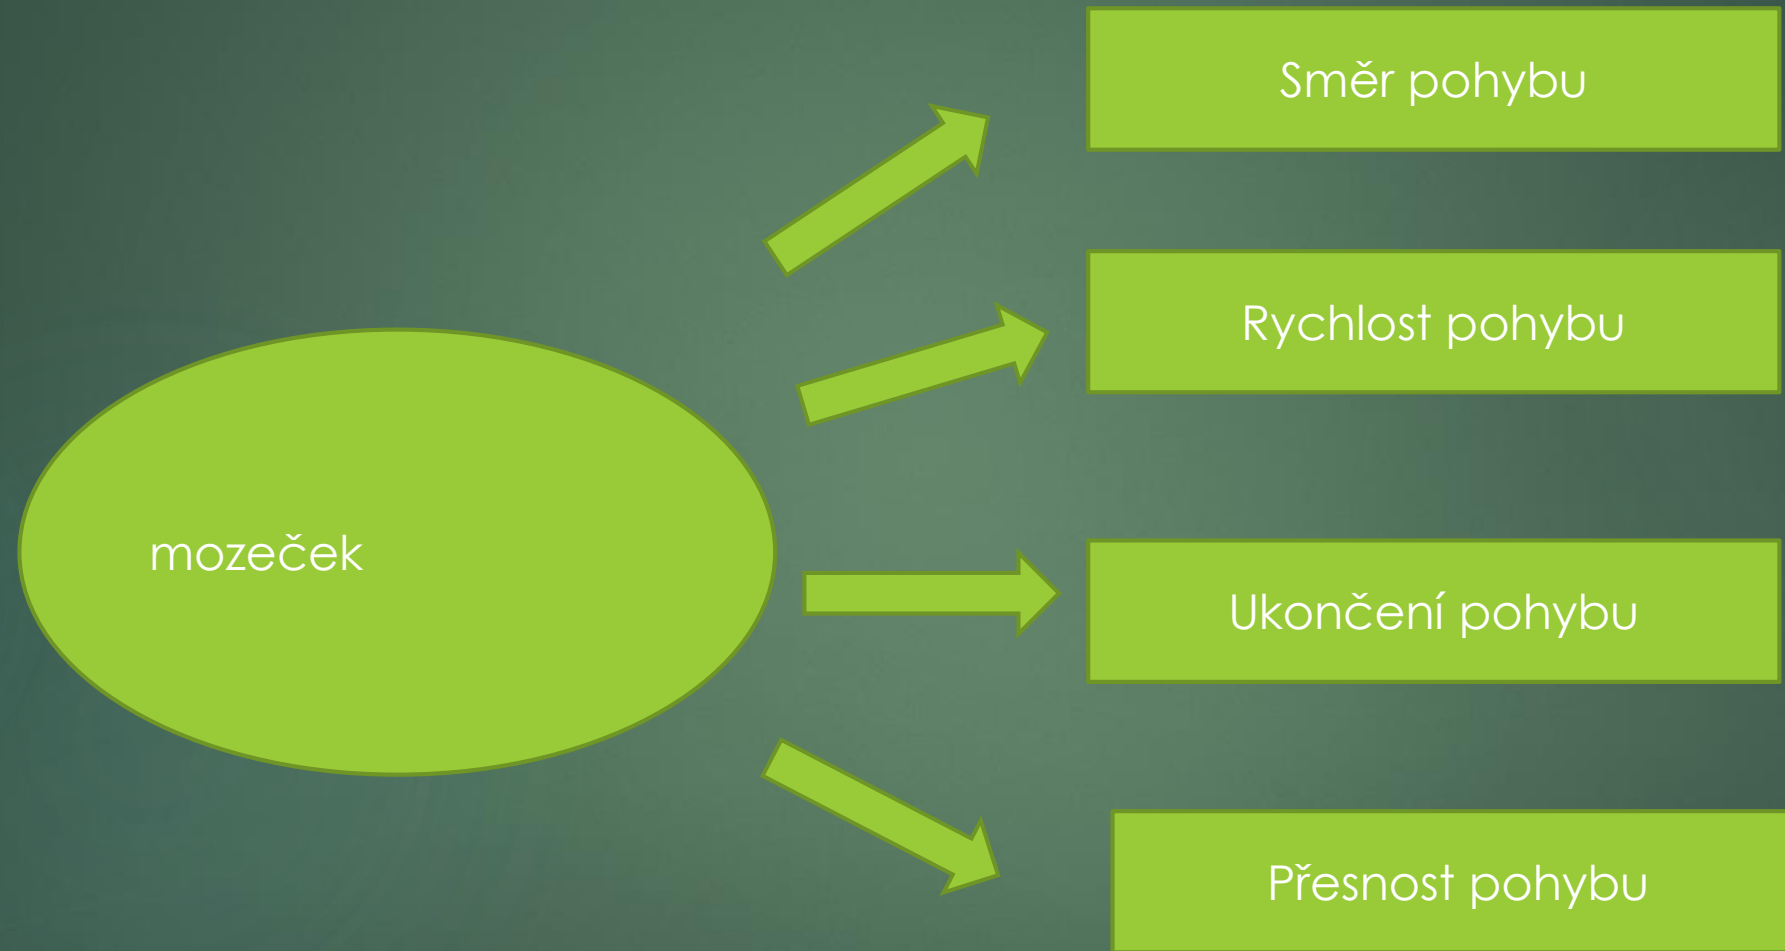 Směr pohybu
Rychlost pohybu
mozeček
Ukončení pohybu
Přesnost pohybu